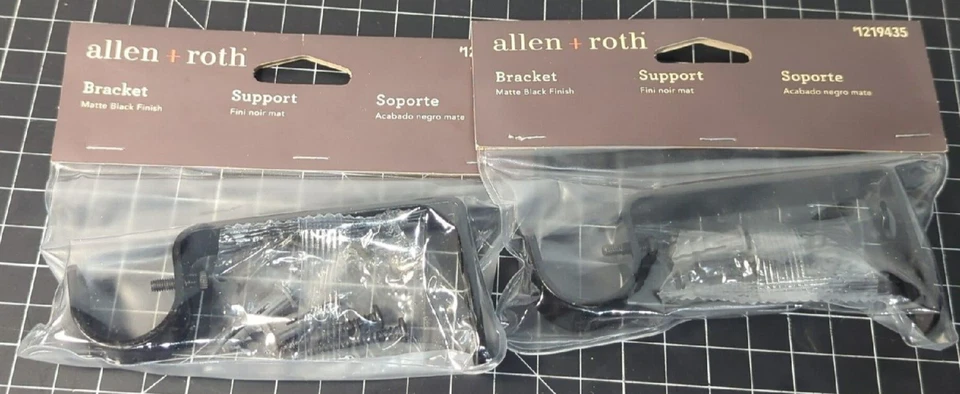 allen + roth
#12
Bracket
Matte Black Finish
Support
Fini noir mat
Soporte
Acabado negro mate
allen + roth
#1219435
Bracket
Matte Black Finish
Support
Fini noir mat
Soporte
Acabado negro mate